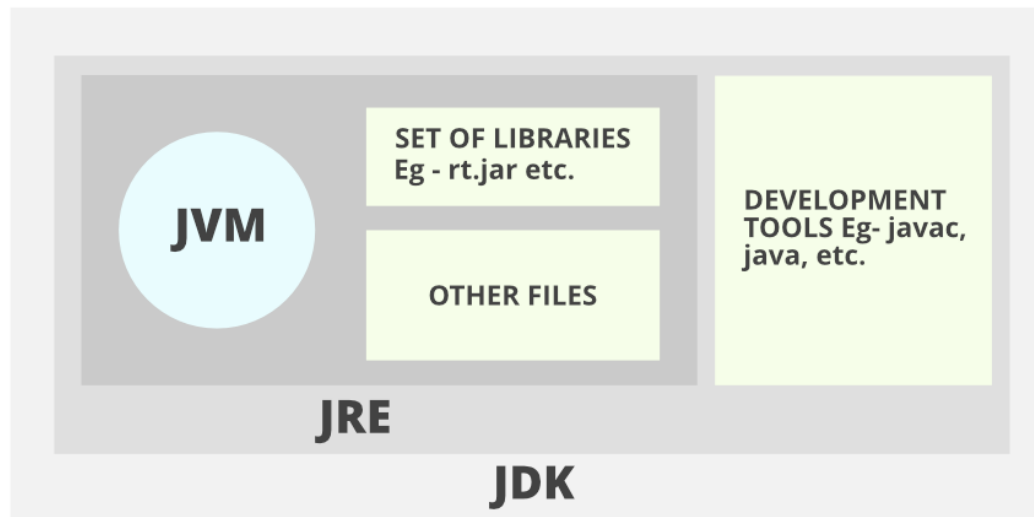 JVM
SET OF LIBRARIES
Eg - rt.jar etc.
OTHER FILES
DEVELOPMENT
TOOLS Eg- javac,
java, etc.
JRE
JDK